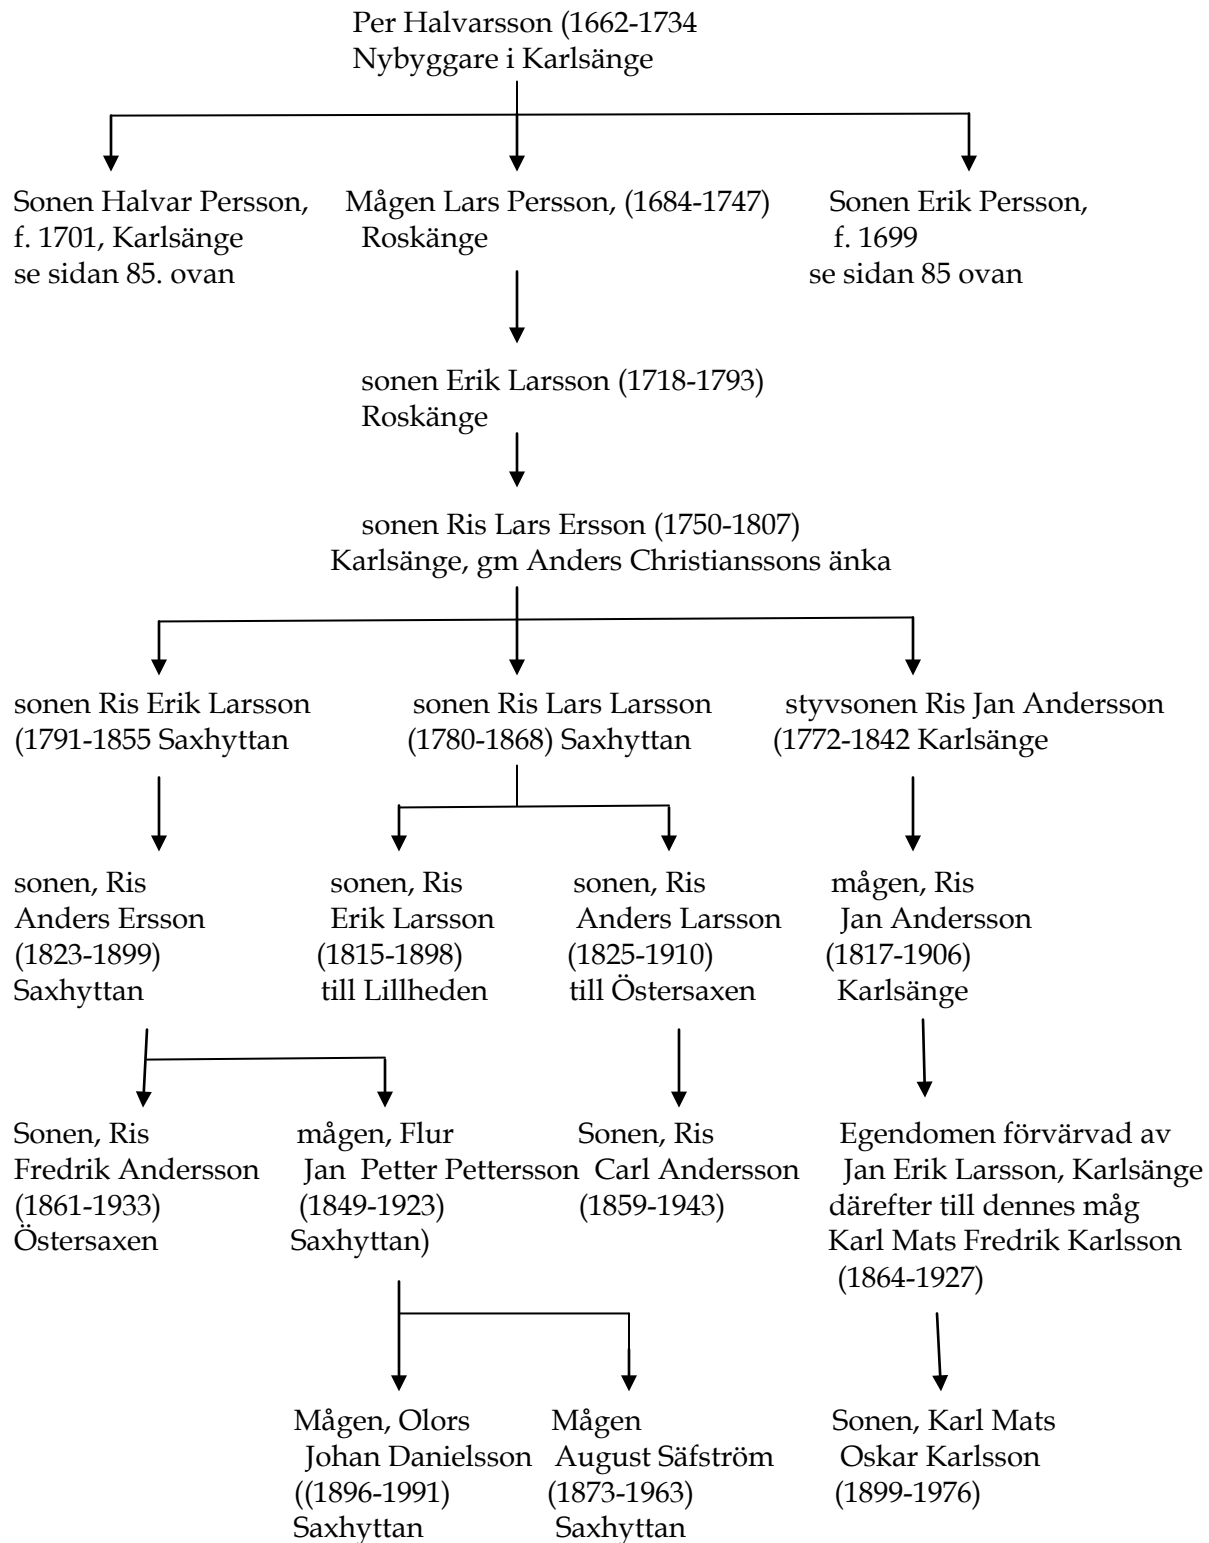 Per Halvarsson (1662-1734
Nybyggare i Karlsänge
Sonen Halvar Persson,
f. 1701, Karlsänge
se sidan 85. ovan
Mågen Lars Persson, (1684-1747)
Roskänge
Sonen Erik Persson,
f. 1699
se sidan 85 ovan
sonen Erik Larsson (1718-1793)
Roskänge
sonen Ris Lars Ersson (1750-1807)
Karlsänge, gm Anders Christianssons änka
sonen Ris Erik Larsson
(1791-1855 Saxhyttan
sonen Ris Lars Larsson
(1780-1868) Saxhyttan
styvsonen Ris Jan Andersson
(1772-1842 Karlsänge
sonen, Ris
Anders Ersson
(1823-1899)
Saxhyttan
sonen, Ris
Erik Larsson
(1815-1898)
till Lillheden
sonen, Ris
Anders Larsson
(1825-1910)
till Östersaxen
mågen, Ris
Jan Andersson
(1817-1906)
Karlsänge
Sonen, Ris
Fredrik Andersson
(1861-1933)
Östersaxen
mågen, Flur
Jan Petter Pettersson
(1849-1923)
Saxhyttan)
Sonen, Ris
Carl Andersson
(1859-1943)
Egendomen förvärvad av
Jan Erik Larsson, Karlsänge
därefter till dennes måg
Karl Mats Fredrik Karlsson
(1864-1927)
Mågen, Olors
Johan Danielsson
((1896-1991)
Saxhyttan
Mågen
August Säfström
(1873-1963)
Saxhyttan
Sonen, Karl Mats
Oskar Karlsson
(1899-1976)